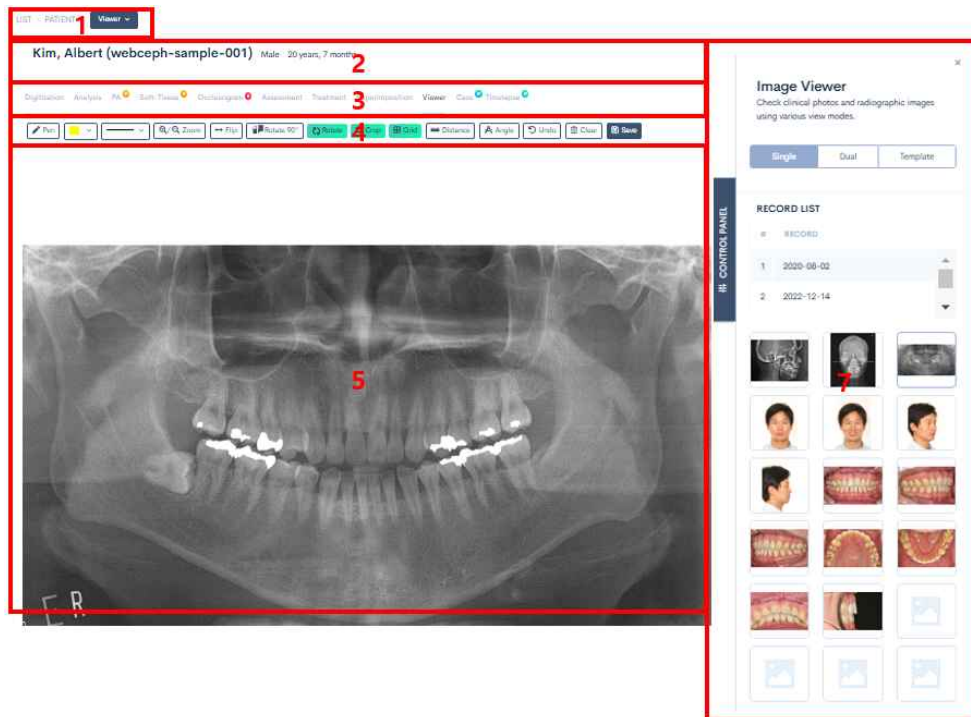 LIST PATIENT Viewer
1
Kim, Albert (webceph-sample-001) Male 20 years, 7 months
2
Digitization Analysis PA Soft Tissue Occlusogram Assessment Treatment Superimposition Viewer Case Timelapse
3
Pen Zoom Flip Rotate 90° Rotate Crop Grid Distance Angle Undo Clear Save
4
5
E R
CONTROL PANEL
×
Image Viewer
Check clinical photos and radiographic images
using various view modes.
Single Dual Template
RECORD LIST
# RECORD
1 2020-08-02
2 2022-12-14
7